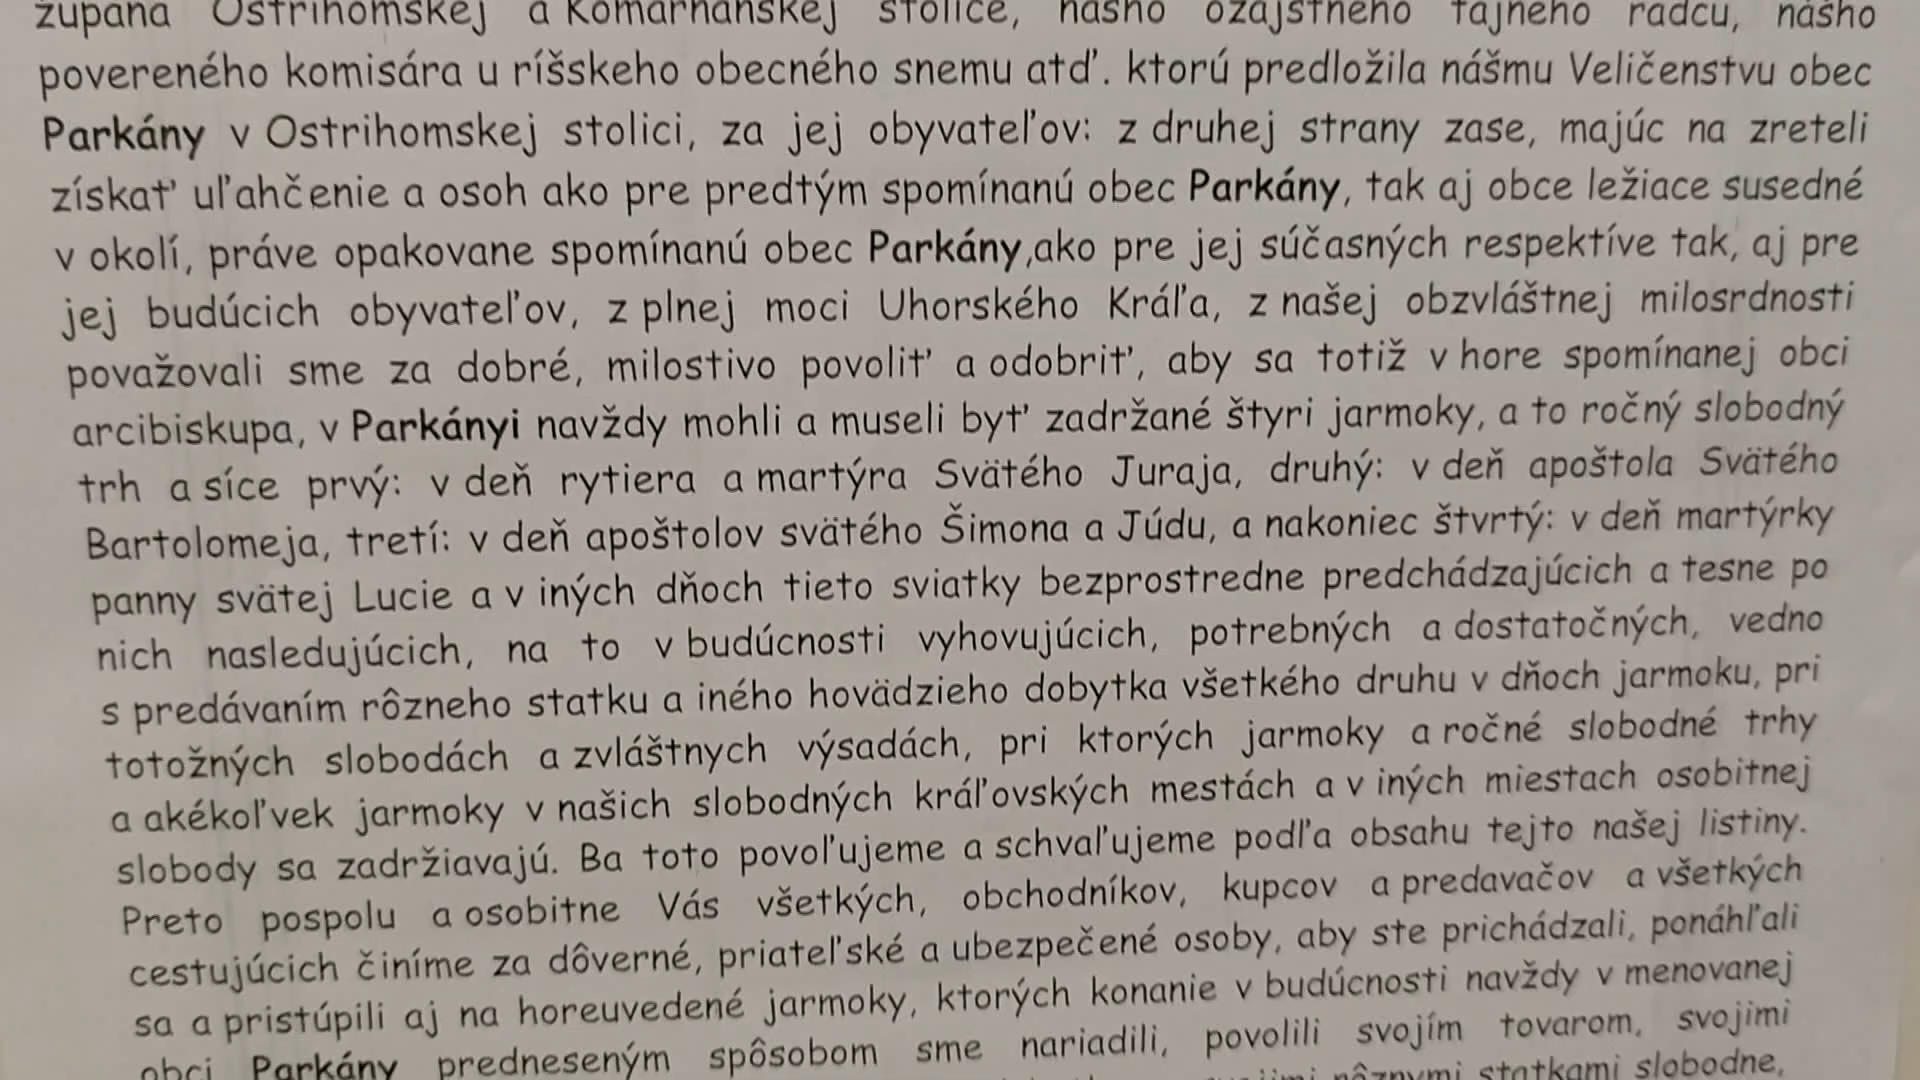 župana Ostrihomskej a Komárňanskej stolice, nášho ozajstného tajného radcu, nášho
povereného komisára u ríšskeho obecného snemu atď. ktorú predložila nášmu Veličenstvu obec
Parkány v Ostrihomskej stolici, za jej obyvateľov: z druhej strany zase, majúc na zreteli
získať uľahčenie a osoh ako pre predtým spomínanú obec Parkány, tak aj obce ležiace susedné
v okolí, práve opakovane spomínanú obec Parkány,ako pre jej súčasných respektíve tak, aj pre
jej budúcich obyvateľov, z plnej moci Uhorského Kráľa, z našej obzvláštnej milosrdnosti
považovali sme za dobré, milostivo povoliť a odobriť, aby sa totiž v hore spomínanej obci
arcibiskupa, v Parkányi navždy mohli a museli byť zadržané štyri jarmoky, a to ročný slobodný
trh a síce prvý: v deň rytiera a martýra Svätého Juraja, druhý: v deň apoštola Svätého
Bartolomeja, tretí: v deň apoštolov svätého Šimona a Júdu, a nakoniec štvrtý: v deň martýrky
panny svätej Lucie a v iných dňoch tieto sviatky bezprostredne predchádzajúcich a tesne po
nich nasledujúcich, na to v budúcnosti vyhovujúcich, potrebných a dostatočných, vedno
s predávaním rôzneho statku a iného hovädzieho dobytka všetkého druhu v dňoch jarmoku, pri
totožných slobodách a zvláštnych výsadách, pri ktorých jarmoky a ročné slobodné trhy
a akékoľvek jarmoky v našich slobodných kráľovských mestách a v iných miestach osobitnej
slobody sa zadržiavajú. Ba toto povoľujeme a schvaľujeme podľa obsahu tejto našej listiny.
Preto pospolu a osobitne Vás všetkých, obchodníkov, kupcov a predavačov a všetkých
cestujúcich činíme za dôverné, priateľské a ubezpečené osoby, aby ste prichádzali, ponáhľali
sa a pristúpili aj na horeuvedené jarmoky, ktorých konanie v budúcnosti navždy v menovanej
obci Parkány predneseným spôsobom sme nariadili, povolili svojím tovarom, svojimi
rôznymi statkami slobodne,